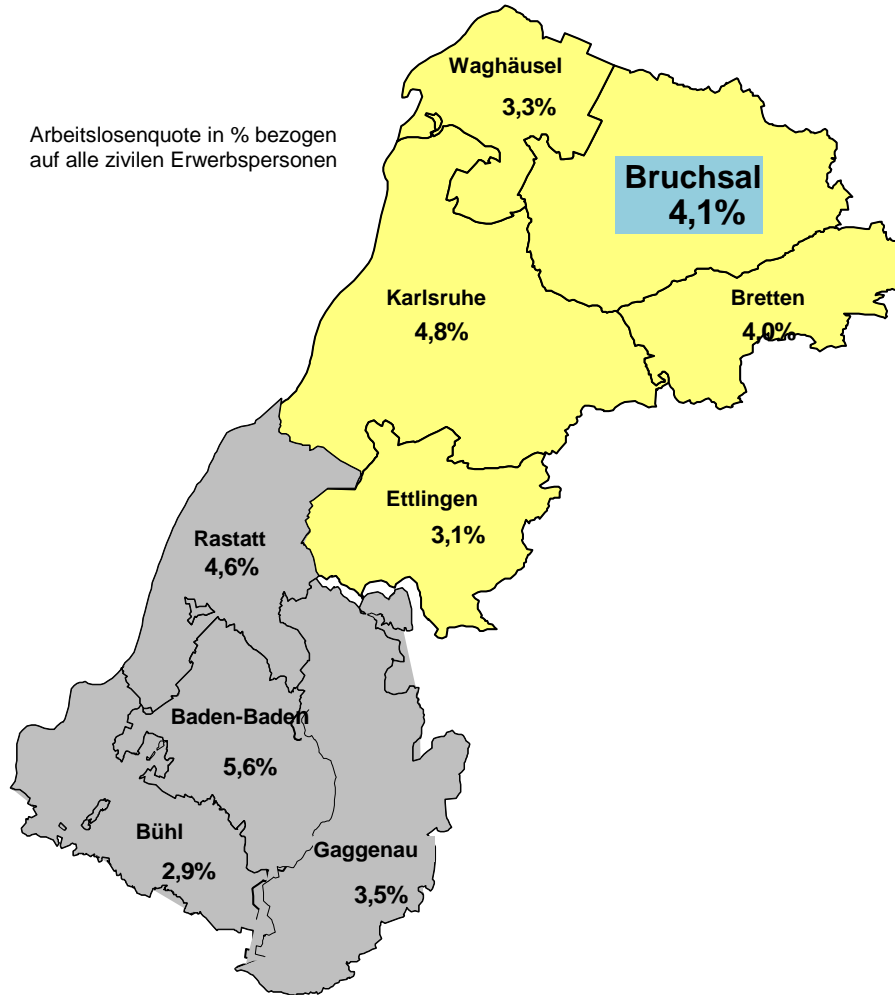 Waghäusel
3,3%
Arbeitslosenquote in % bezogen
auf alle zivilen Erwerbspersonen
Bruchsal
4,1%
Karlsruhe
4,8%
Bretten
4,0%
Ettlingen
3,1%
Rastatt
4,6%
Baden-Baden
5,6%
Bühl
2,9%
Gaggenau
3,5%